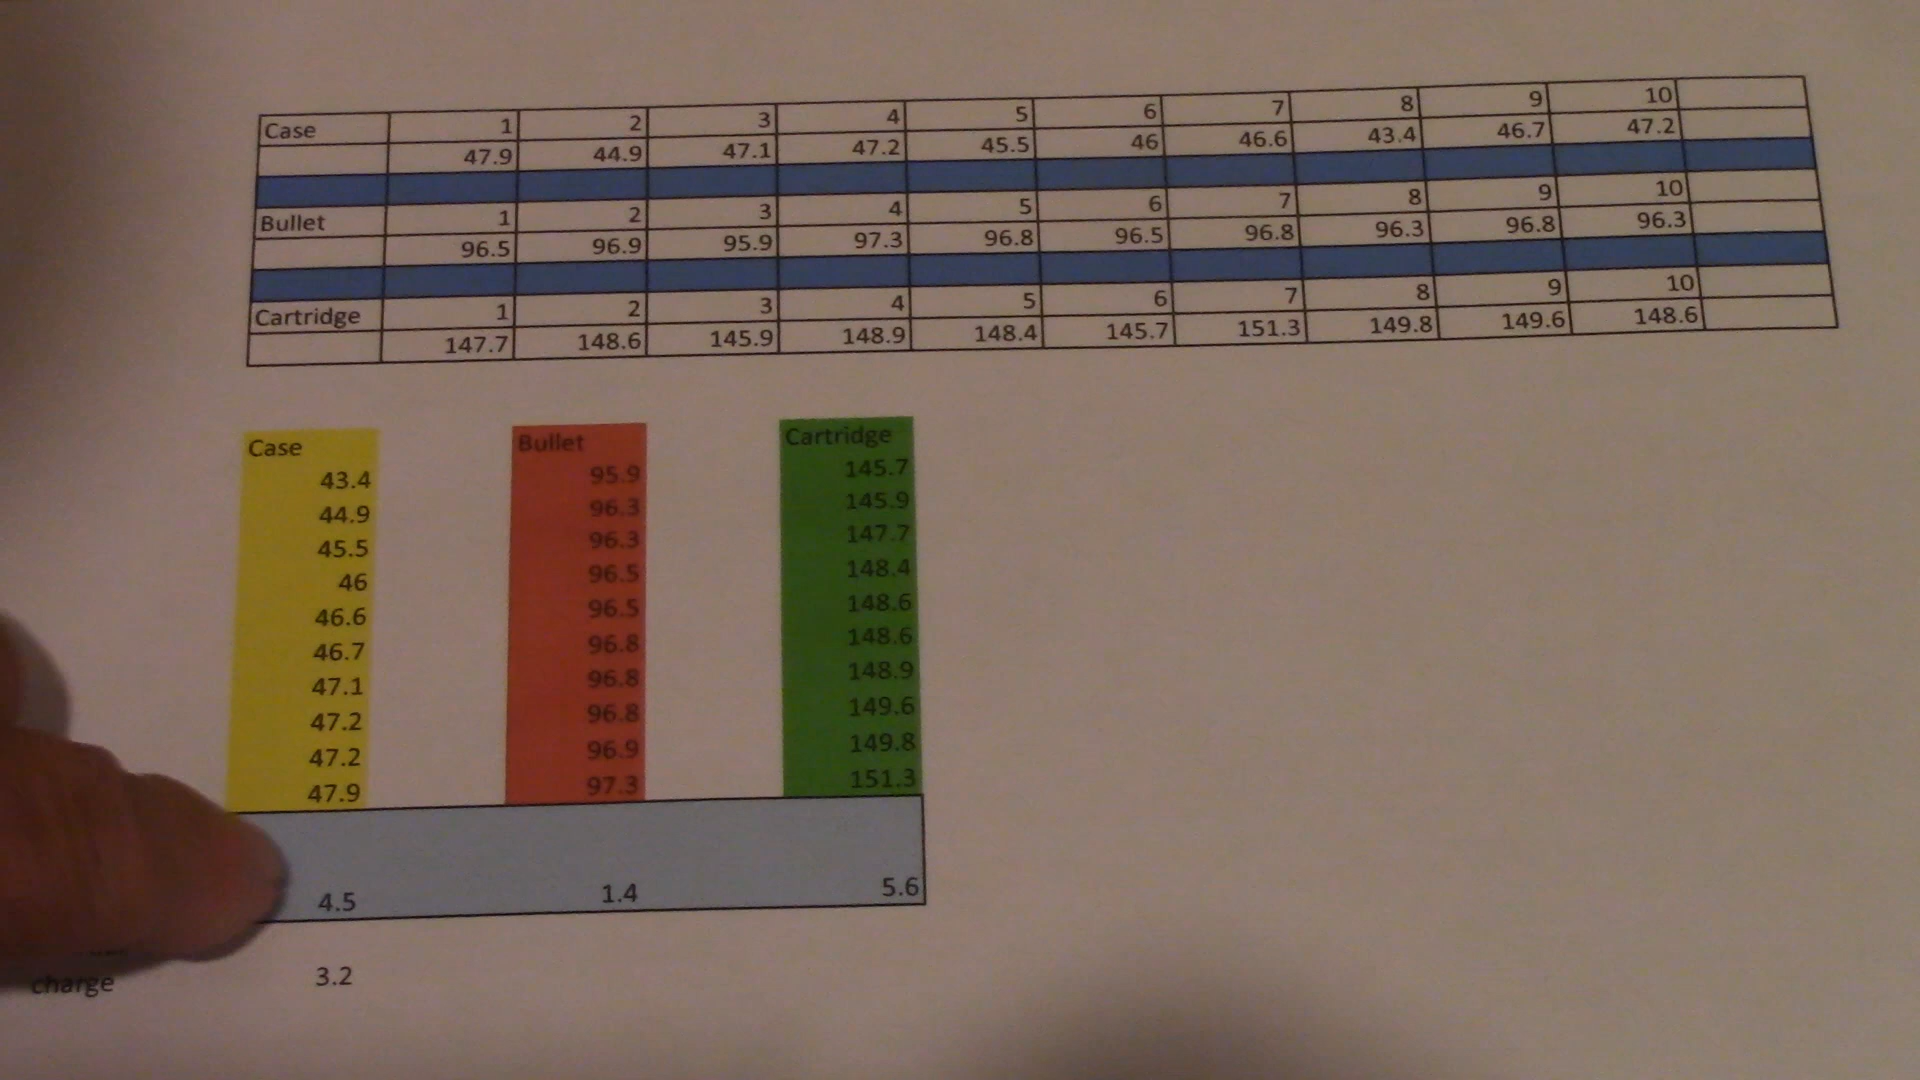 Case 1 2 3 4 5 6 7 8 9 10
47.9 44.9 47.1 47.2 45.5 46 46.6 43.4 46.7 47.2
Bullet 1 2 3 4 5 6 7 8 9 10
96.5 96.9 95.9 97.3 96.8 96.5 96.8 96.3 96.8 96.3
Cartridge 1 2 3 4 5 6 7 8 9 10
147.7 148.6 145.9 148.9 148.4 145.7 151.3 149.8 149.6 148.6
Case Bullet Cartridge
43.4 95.9 145.7
44.9 96.3 145.9
45.5 96.3 147.7
46 96.5 148.4
46.6 96.5 148.6
46.7 96.8 148.6
47.1 96.8 148.9
47.2 96.8 149.6
47.2 96.9 149.8
47.9 97.3 151.3
4.5 1.4 5.6
charge 3.2